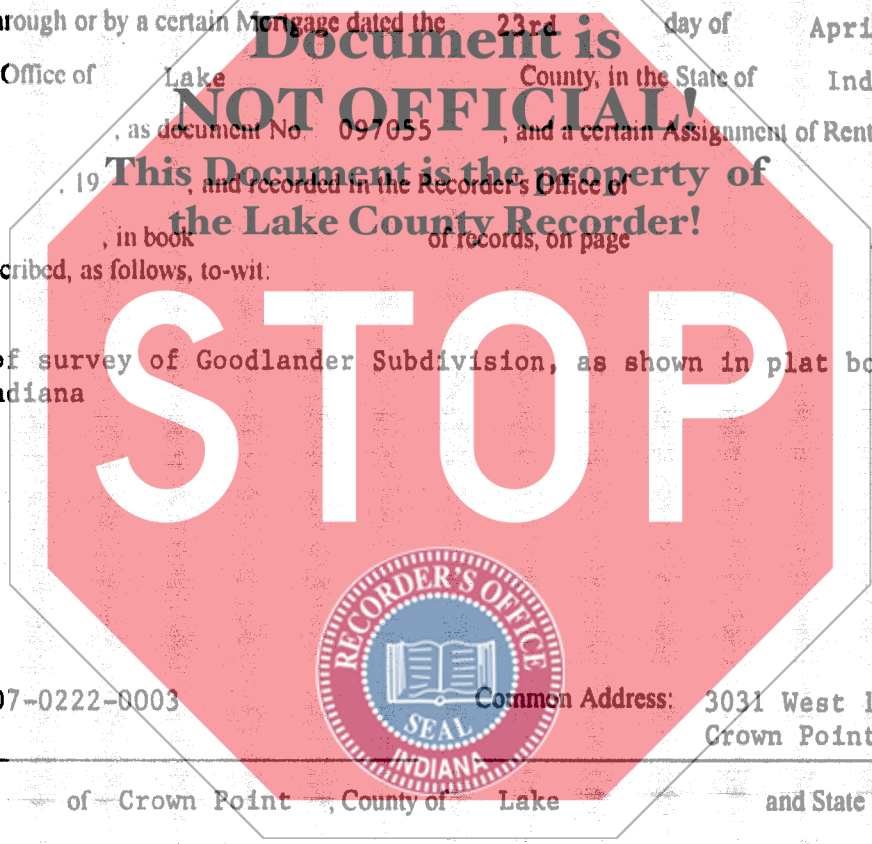 rough or by a certain Mortgage dated the 23rd day of Apri
Document is
Office of Lake County, in the State of Ind
NOT OFFICIAL!
, as document No 097055 , and a certain Assignment of Rent
This Document is the property of
, 19 , and recorded in the Recorder's Office of
the Lake County Recorder!
, in book of records, on page ,
cribed, as follows, to-wit:
STOP
of survey of Goodlander Subdivision, as shown in plat bo
ndiana
RECORDER'S OFFICE
SEAL
INDIANA
07-0222-0003 Common Address: 3031 West 1
Crown Point
of Crown Point , County of Lake and State